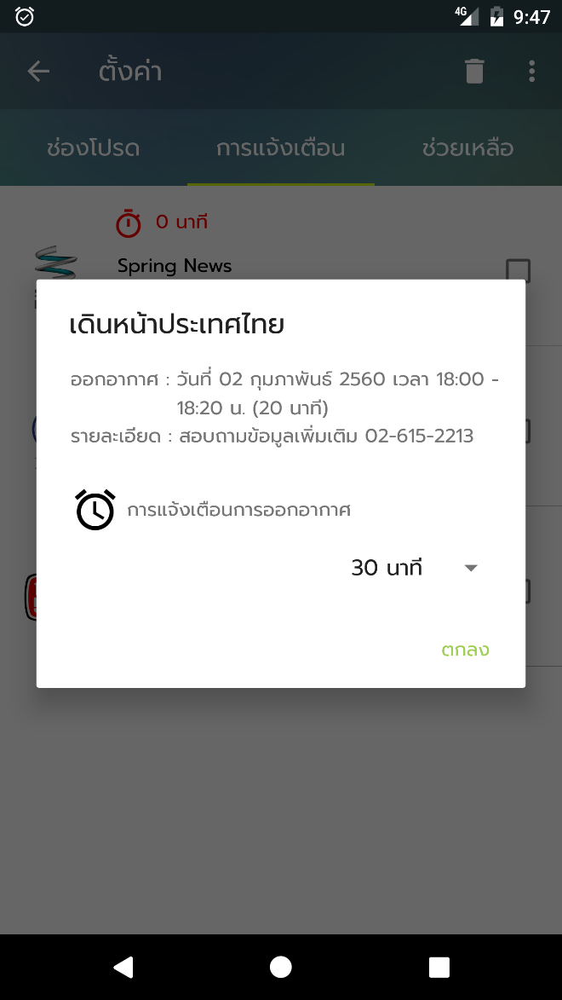 4G 9:47
ตั้งค่า
ช่องโปรด การแจ้งเตือน ช่วยเหลือ
0 นาที
Spring News
เดินหน้าประเทศไทย
ออกอากาศ : วันที่ 02 กุมภาพันธ์ 2560 เวลา 18:00 -
18:20 น. (20 นาที)
รายละเอียด : สอบถามข้อมูลเพิ่มเติม 02-615-2213
การแจ้งเตือนการออกอากาศ
30 นาที
ตกลง